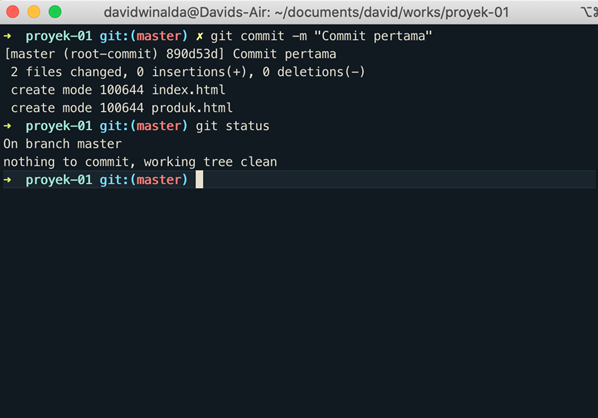 davidwinalda@Davids-Air: ~/documents/david/works/proyek-01
➜  proyek-01 git:(master) ✗ git commit -m "Commit pertama"
[master (root-commit) 890d53d] Commit pertama
 2 files changed, 0 insertions(+), 0 deletions(-)
 create mode 100644 index.html
 create mode 100644 produk.html
➜  proyek-01 git:(master) git status
On branch master
nothing to commit, working tree clean
➜  proyek-01 git:(master)